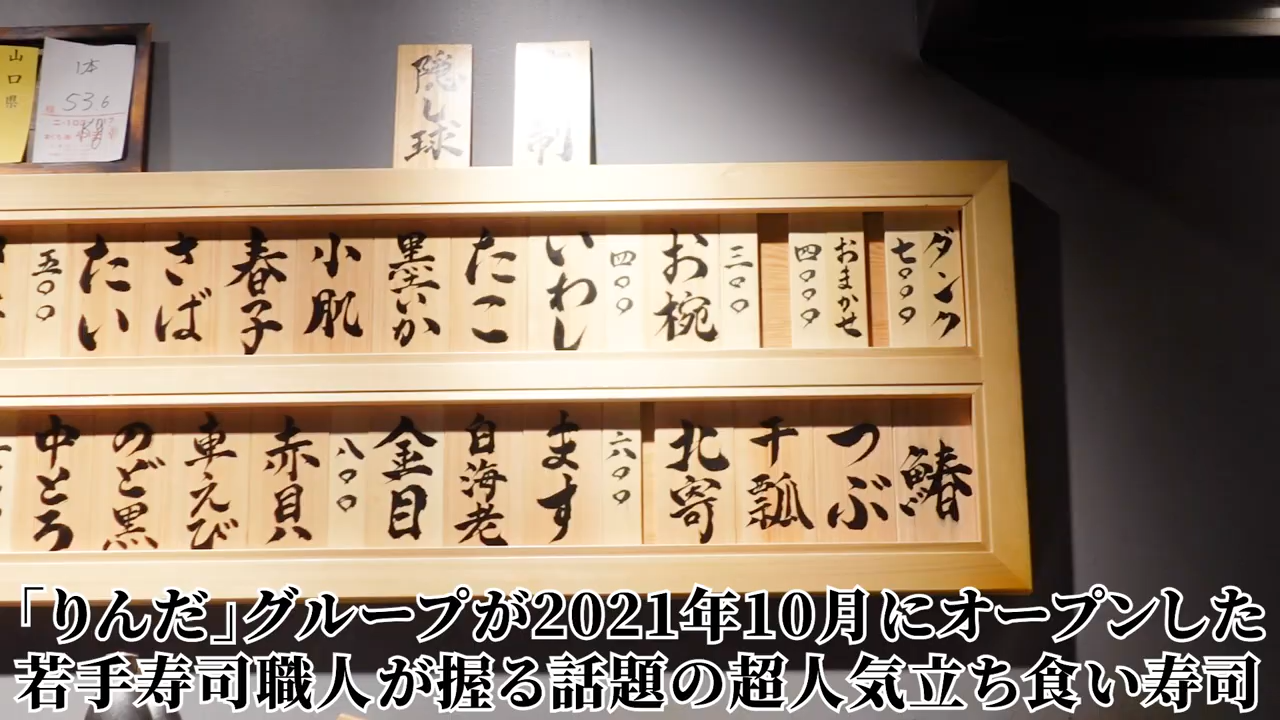 山口県
1本
53.6
隠し球
ダンク
七〇〇〇
おまかせ
四〇〇〇
三〇〇
お椀
四〇〇
いわし
たこ
墨いか
小肌
春子
さば
たい
五〇〇
鰆
つぶ
干瓢
北寄
六〇〇
ます
白海老
金目
八〇〇
赤貝
車えび
のど黒
中とろ
「りんだ」グループが2021年10月にオープンした
若手寿司職人が握る話題の超人気立ち食い寿司